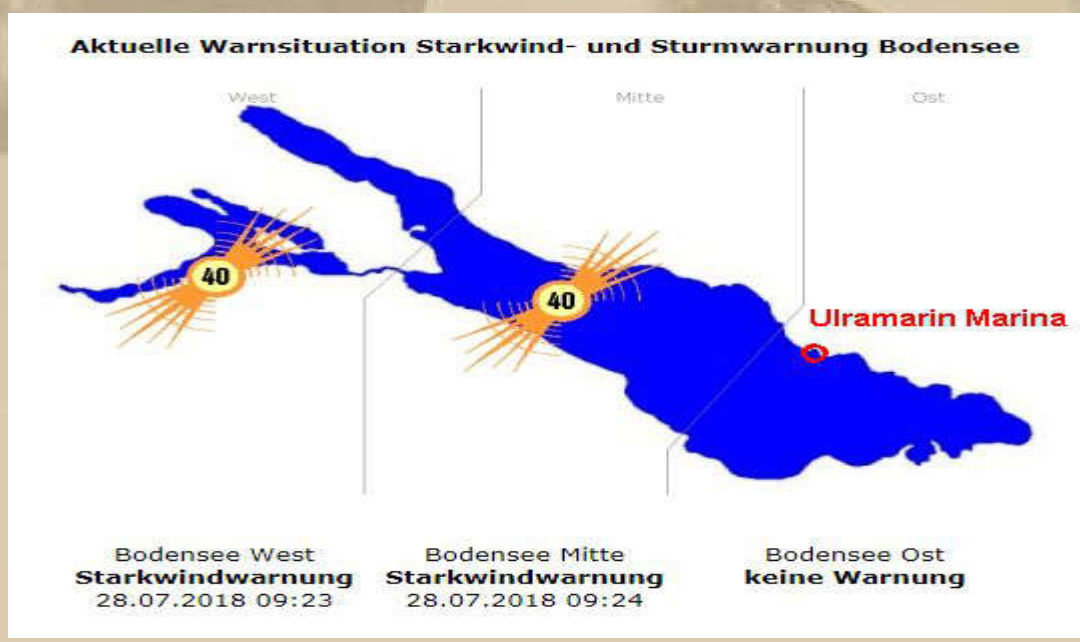 Aktuelle Warnsituation Starkwind- und Sturmwarnung Bodensee
West Mitte Ost
40
40
Ulramarin Marina
Bodensee West
Starkwindwarnung
28.07.2018 09:23
Bodensee Mitte
Starkwindwarnung
28.07.2018 09:24
Bodensee Ost
keine Warnung